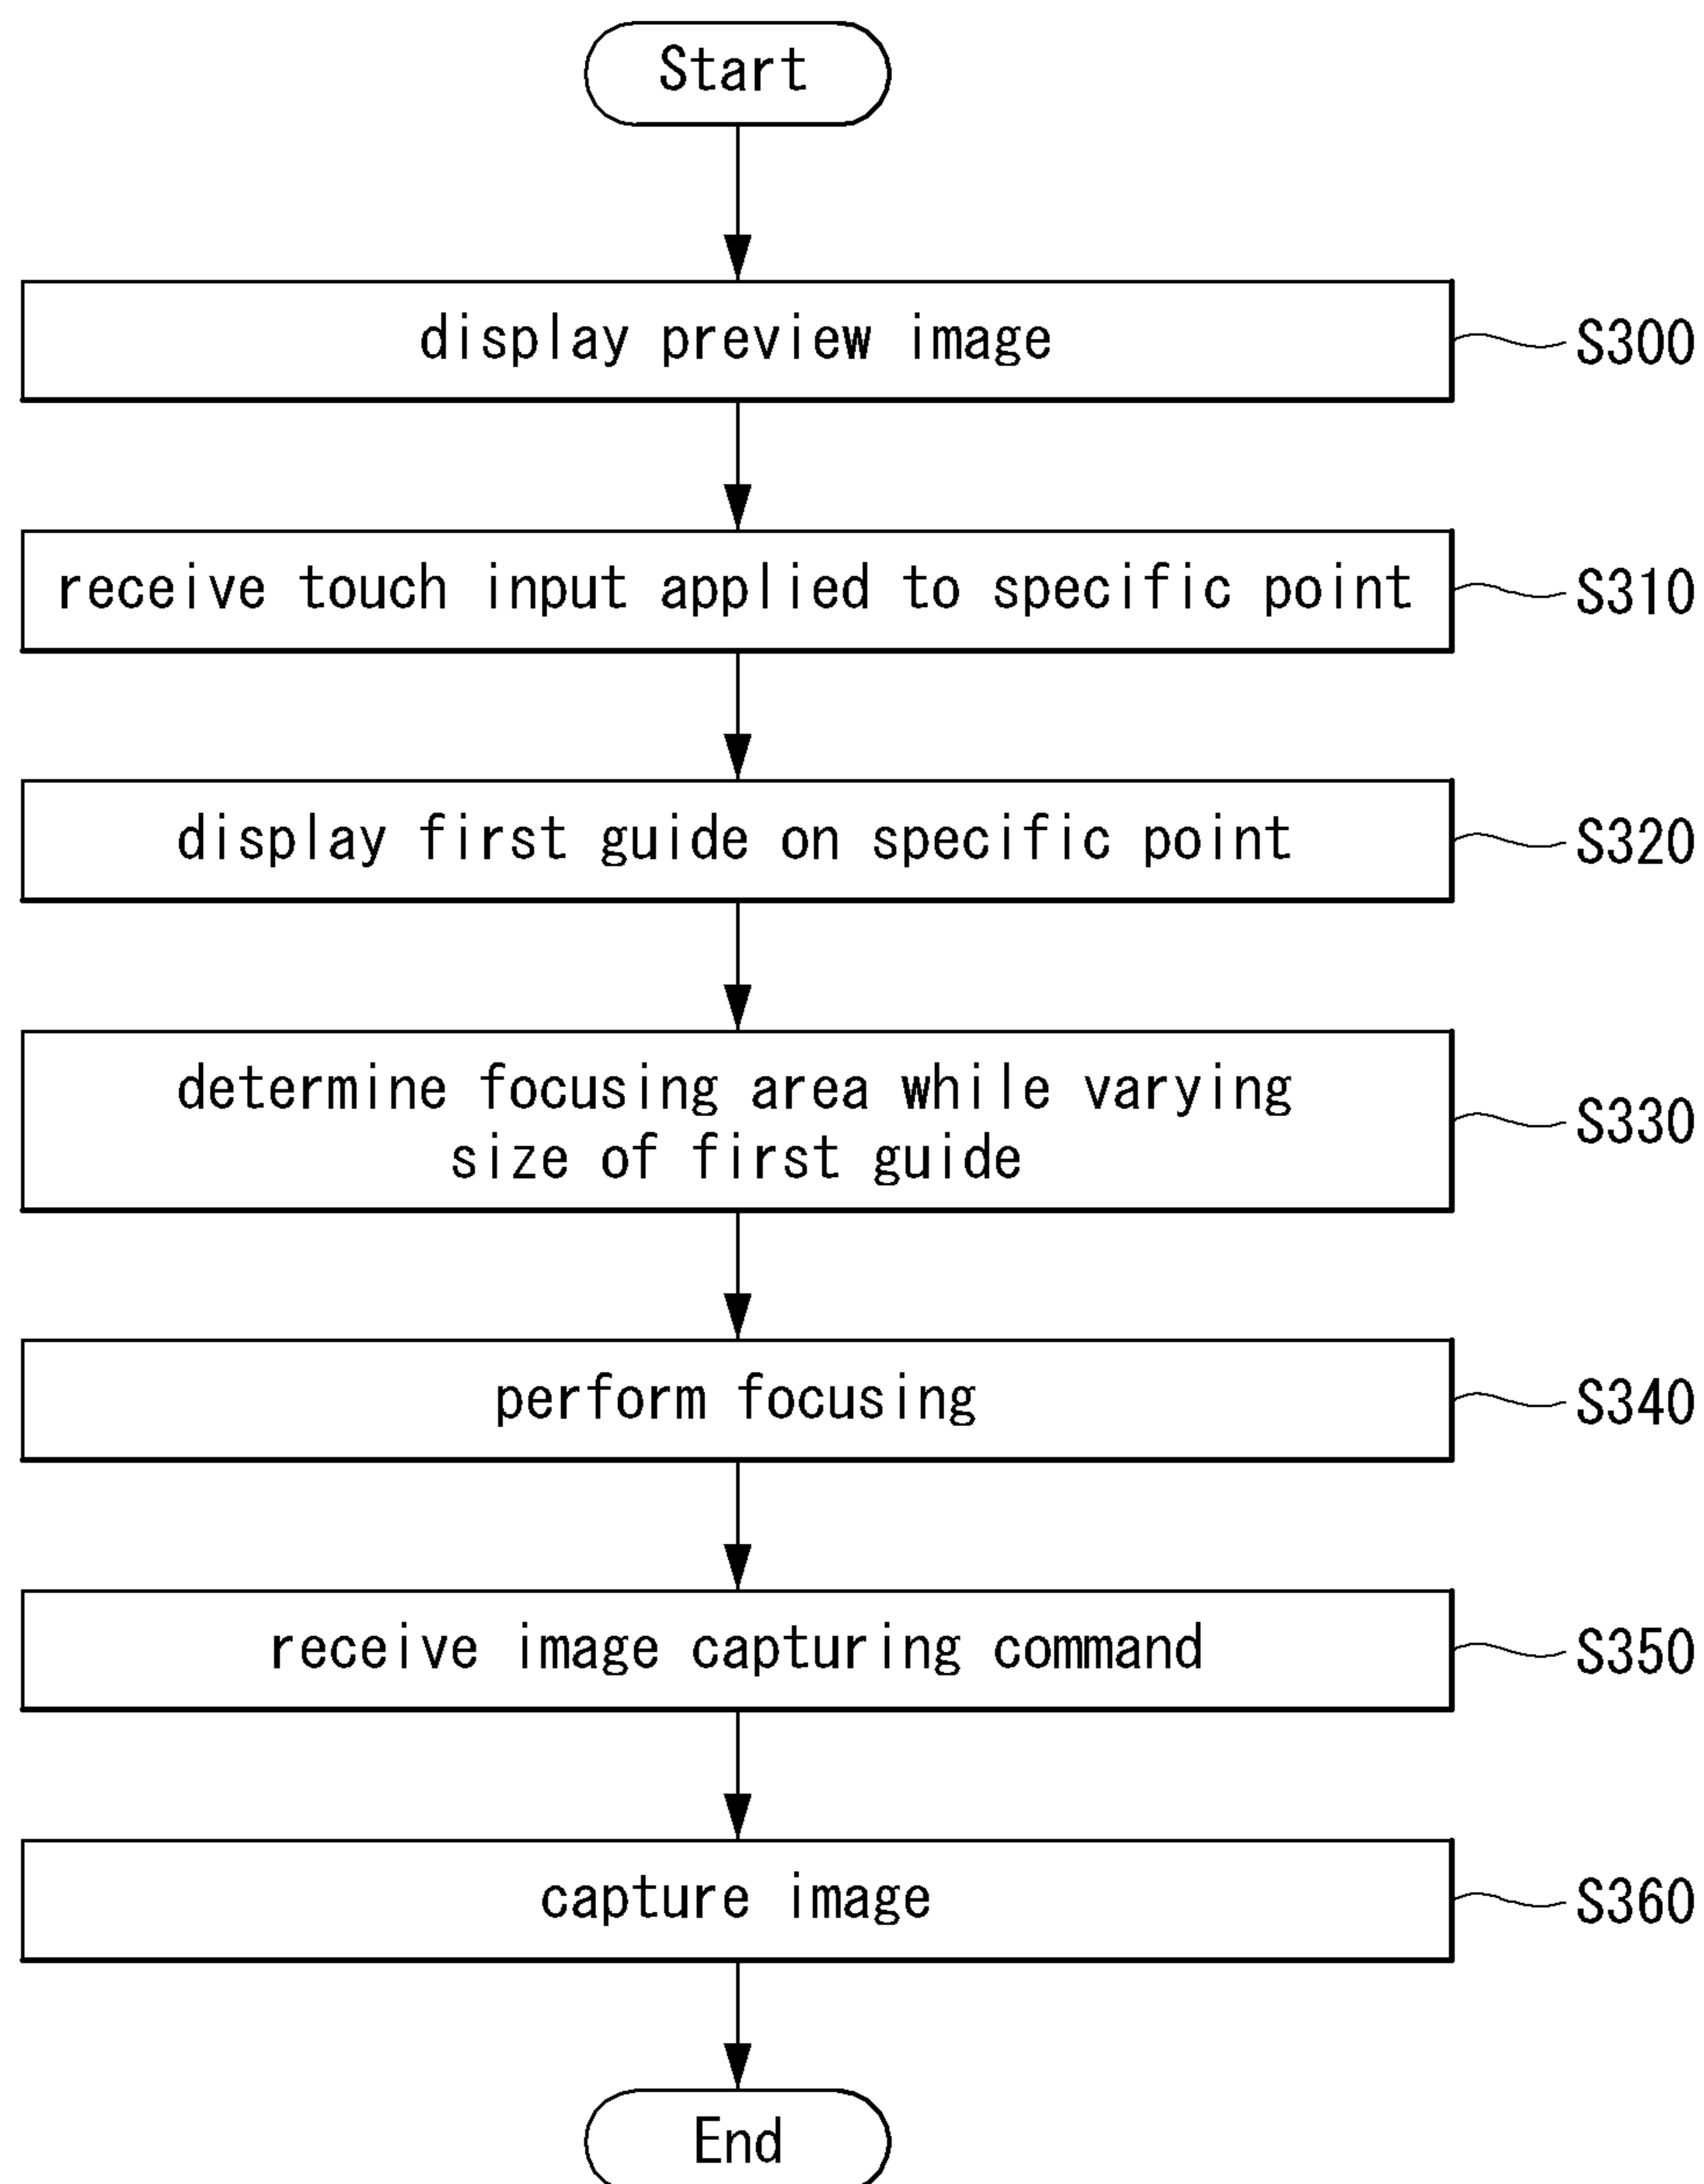 Start
display preview image
S300
receive touch input applied to specific point
S310
display first guide on specific point
S320
determine focusing area while varying
size of first guide
S330
perform focusing
S340
receive image capturing command
S350
capture image
S360
End